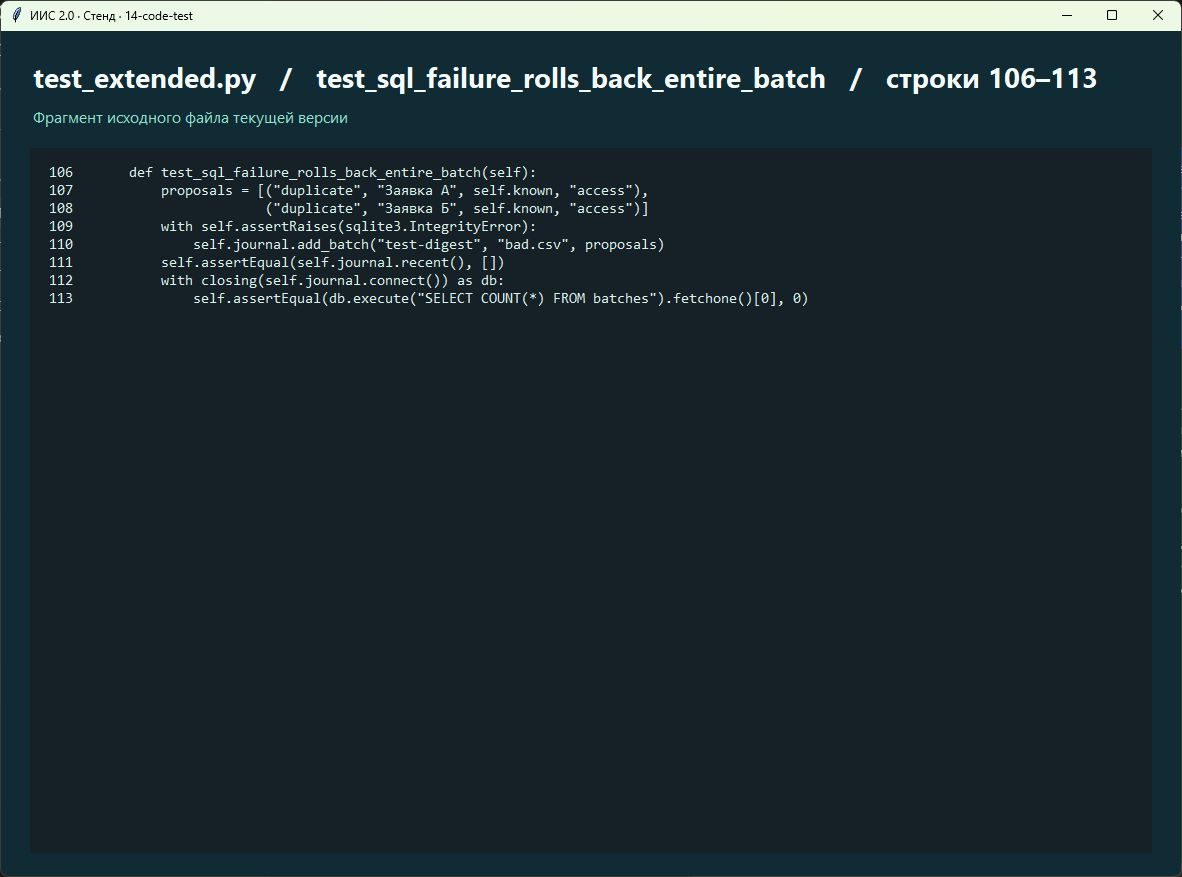 ИИС 2.0 · Стенд · 14-code-test
test_extended.py / test_sql_failure_rolls_back_entire_batch / строки 106–113
Фрагмент исходного файла текущей версии
106       def test_sql_failure_rolls_back_entire_batch(self):
107           proposals = [("duplicate", "Заявка А", self.known, "access"),
108                        ("duplicate", "Заявка Б", self.known, "access")]
109           with self.assertRaises(sqlite3.IntegrityError):
110               self.journal.add_batch("test-digest", "bad.csv", proposals)
111           self.assertEqual(self.journal.recent(), [])
112           with closing(self.journal.connect()) as db:
113               self.assertEqual(db.execute("SELECT COUNT(*) FROM batches").fetchone()[0], 0)